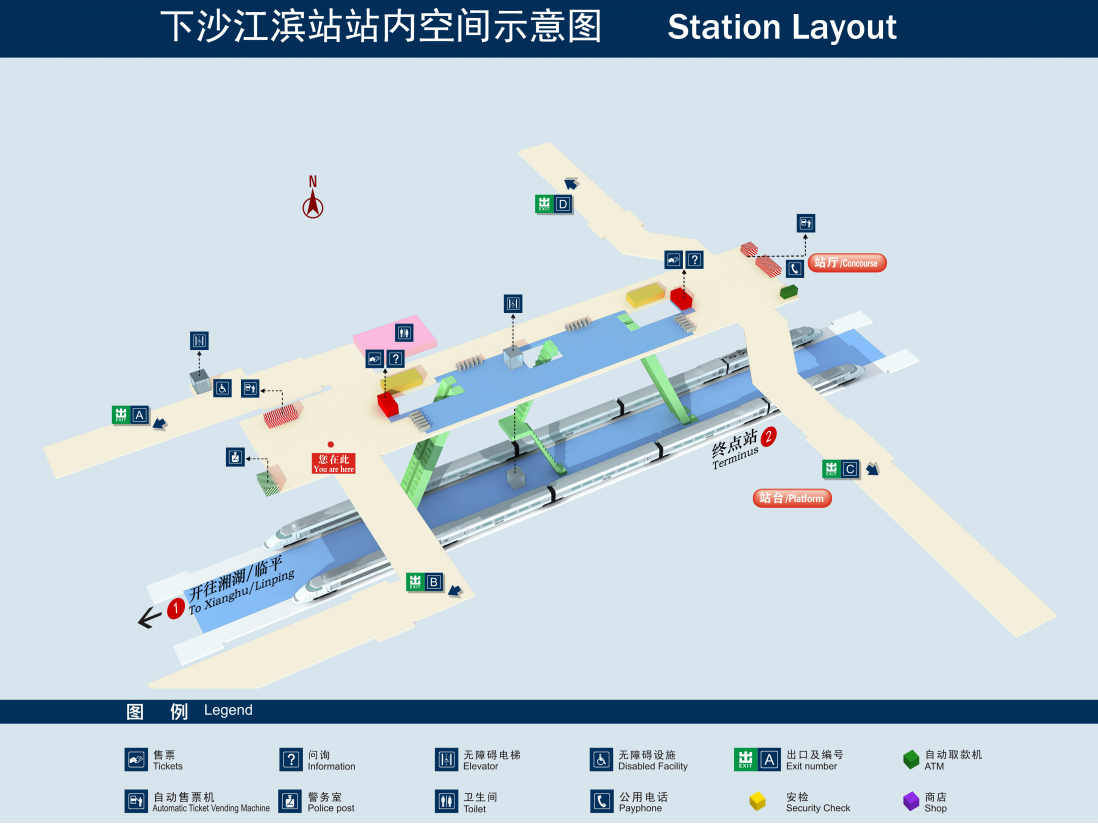 下沙江滨站站内空间示意图 Station Layout
N
EXIT D
?
站厅/Concourse
?
EXIT A
您在此
You are here
终点站 2
Terminus
EXIT C
站台/Platform
EXIT B
开往湘湖/临平
1 To Xianghu/Linping
图 例 Legend
售票
Tickets
? 问询
Information
无障碍电梯
Elevator
无障碍设施
Disabled Facility
EXIT A 出口及编号
Exit number
自动取款机
ATM
自动售票机
Automatic Ticket Vending Machine
警务室
Police post
卫生间
Toilet
公用电话
Payphone
安检
Security Check
商店
Shop